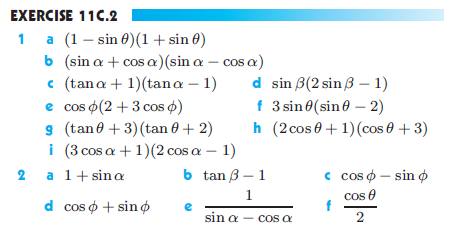 EXERCISE 11C.2
1 a (1 − sin θ)(1 + sin θ)
b (sin α + cos α)(sin α − cos α)
c (tan α + 1)(tan α − 1) d sin β(2 sin β − 1)
e cos ϕ(2 + 3 cos ϕ) f 3 sin θ(sin θ − 2)
g (tan θ + 3)(tan θ + 2) h (2 cos θ + 1)(cos θ + 3)
i (3 cos α + 1)(2 cos α − 1)
2 a 1 + sin α b tan β − 1 c cos ϕ − sin ϕ
d cos ϕ + sin ϕ e 1/(sin α − cos α) f cos θ/2